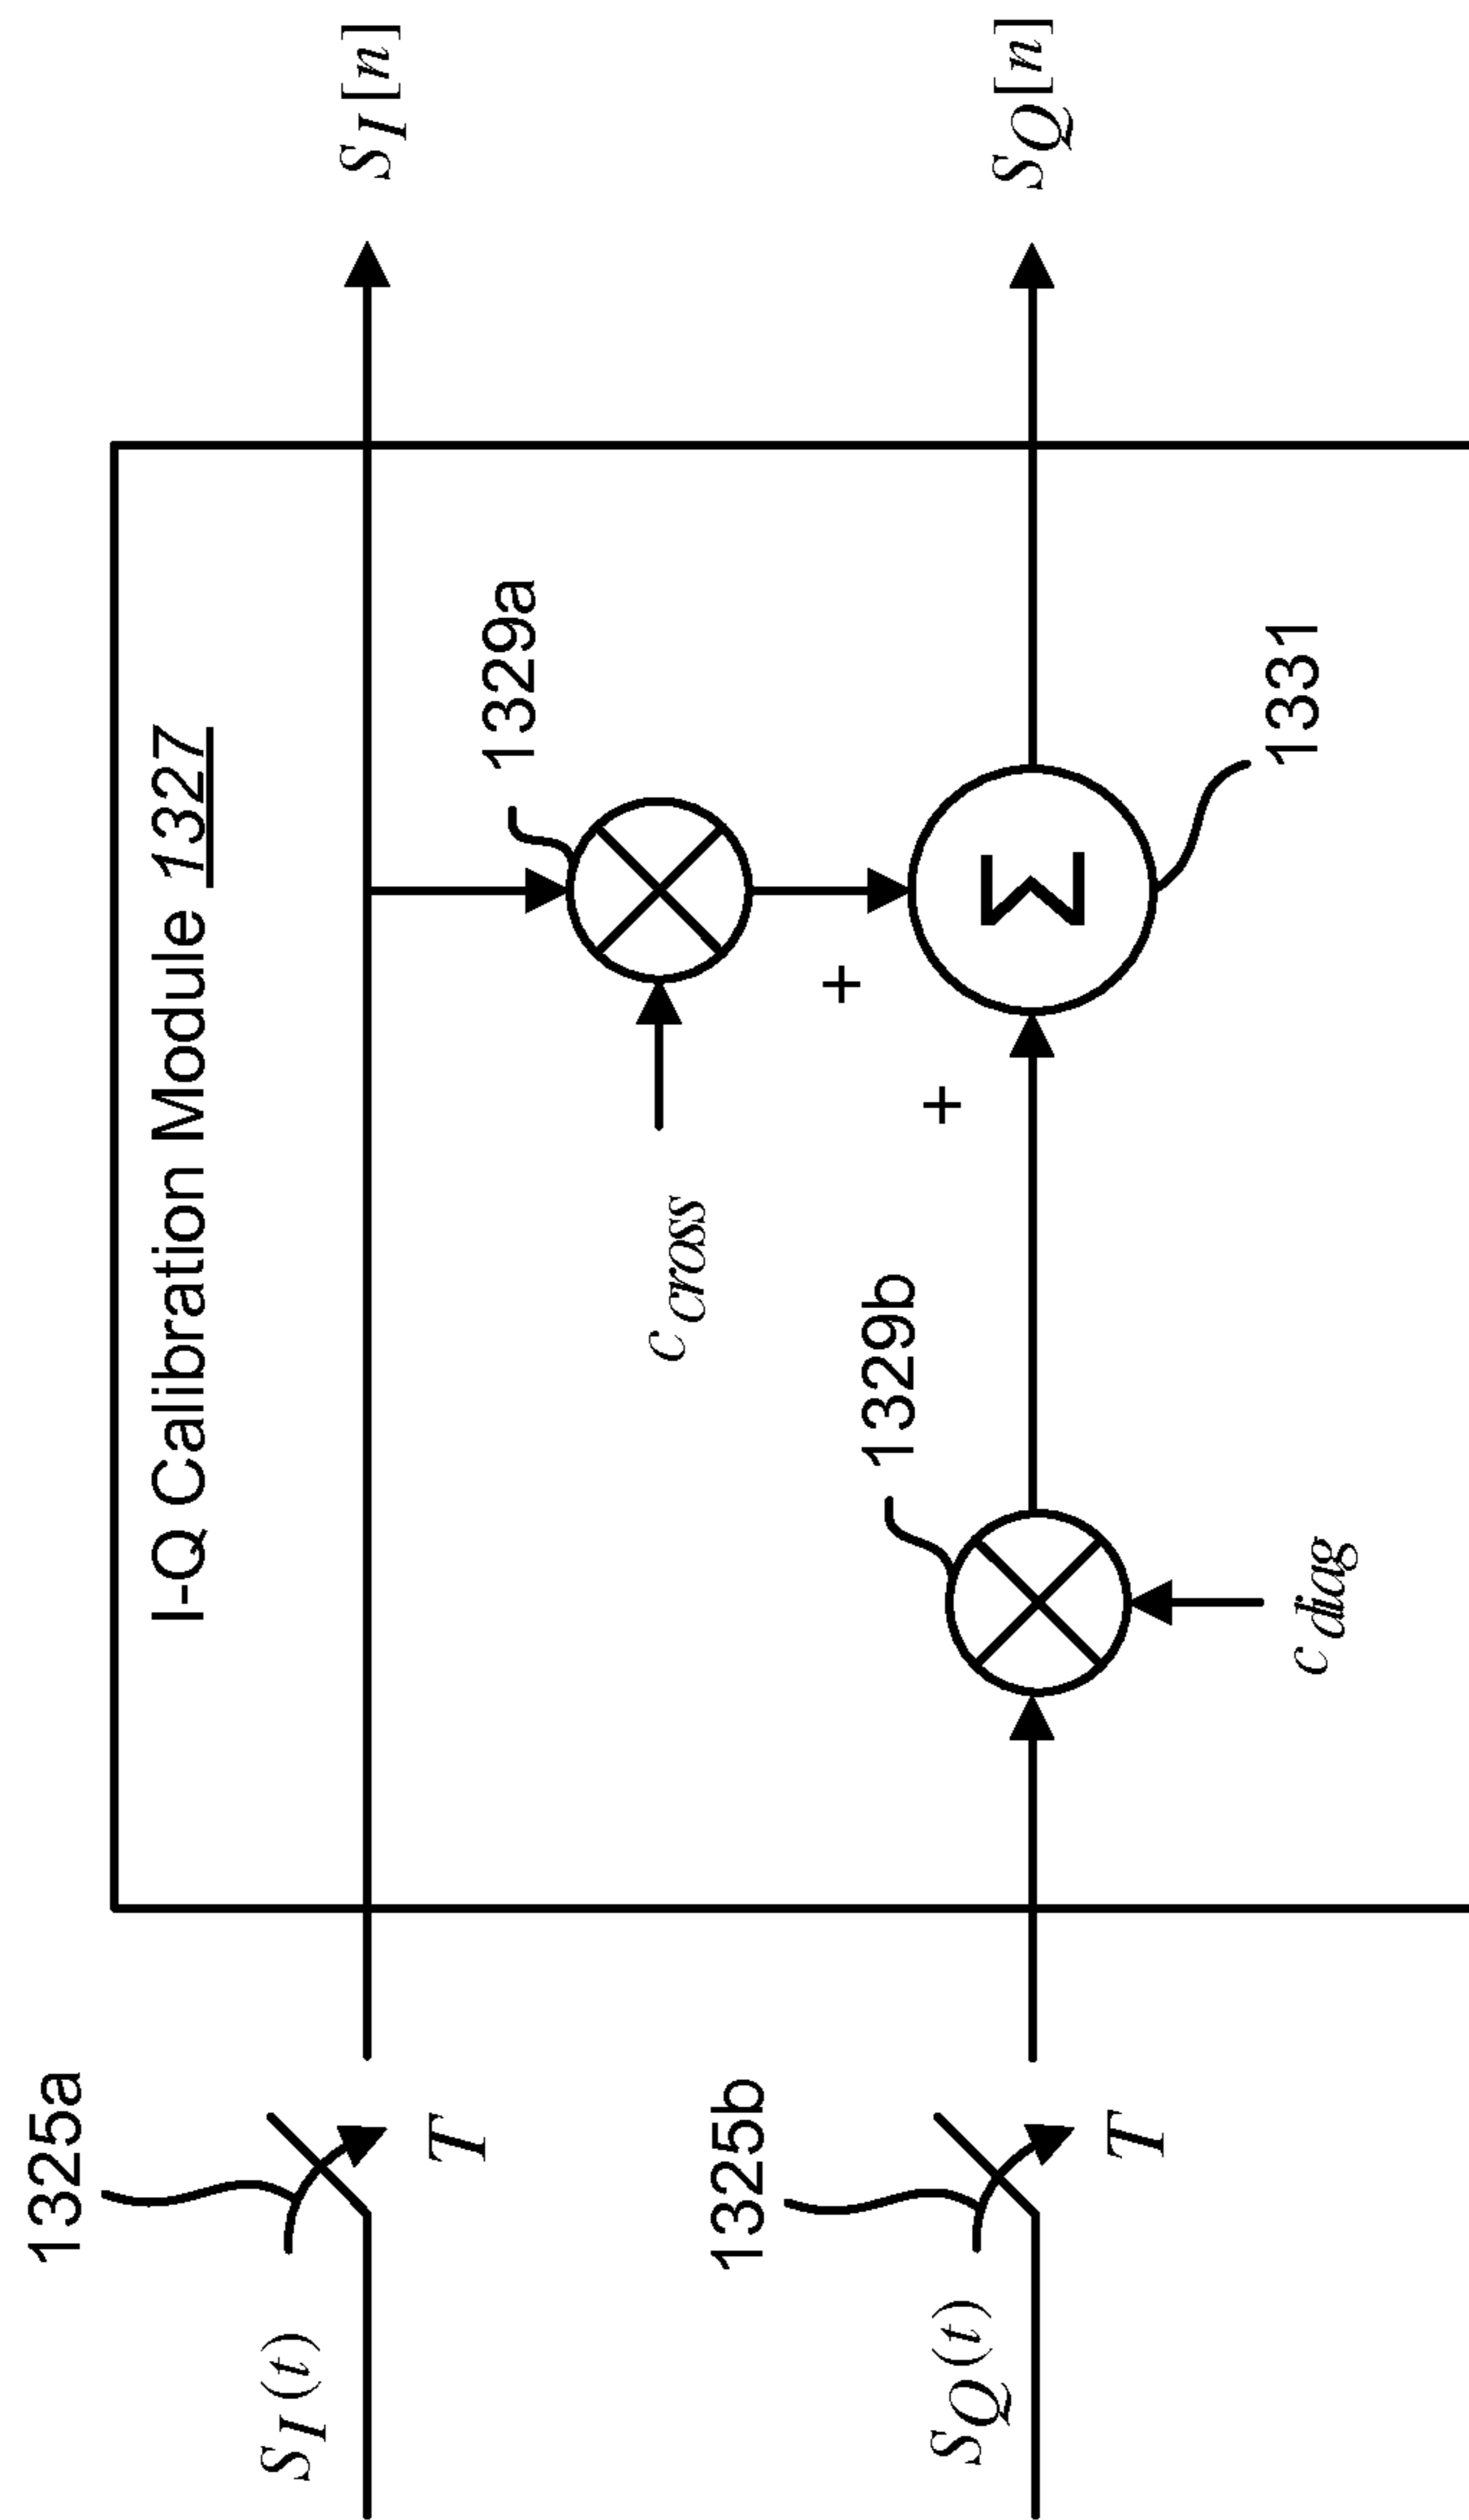 I-Q Calibration Module 1327
1325a
S_I(t)
T
S_I[n]
1329a
c_cross
+
1329b
+
1325b
S_Q(t)
T
S_Q[n]
c_diag
Σ
1331